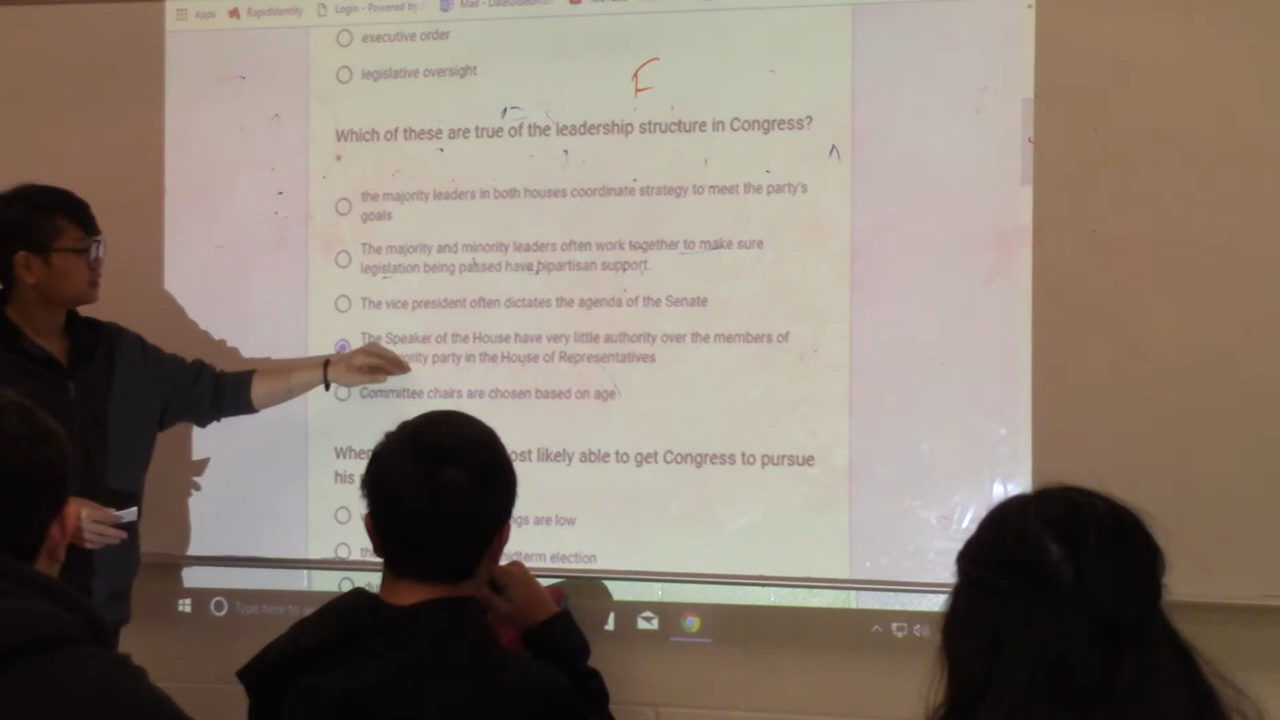 Apps RapidIdentity Login - Powered by Mail -
executive order
legislative oversight
F
Which of these are true of the leadership structure in Congress?
*
the majority leaders in both houses coordinate strategy to meet the party's
goals
The majority and minority leaders often work together to make sure
legislation being passed have bipartisan support.
The vice president often dictates the agenda of the Senate
The Speaker of the House have very little authority over the members of
party in the House of Representatives
Committee chairs are chosen based on age
likely able to get Congress to pursue
his
are low
midterm election
Type here to